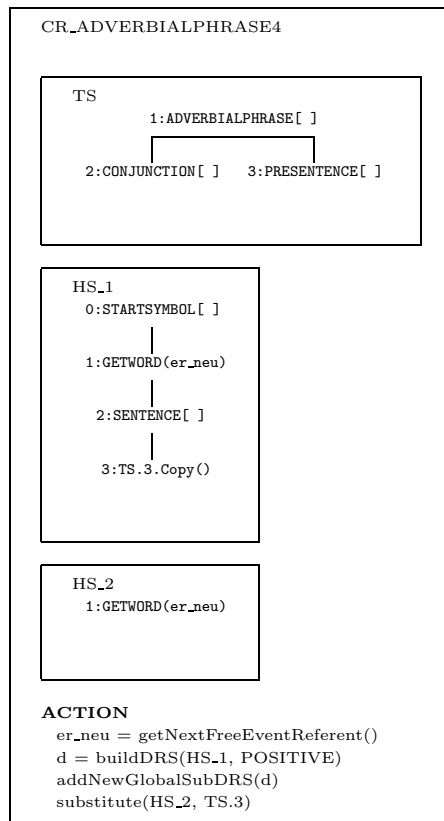 CR_ADVERBIALPHRASE4
TS
1:ADVERBIALPHRASE[ ]
2:CONJUNCTION[ ] 3:PRESENTENCE[ ]
HS_1
0:STARTSYMBOL[ ]
1:GETWORD(er_neu)
2:SENTENCE[ ]
3:TS.3.Copy()
HS_2
1:GETWORD(er_neu)
ACTION
er_neu = getNextFreeEventReferent()
d = buildDRS(HS_1, POSITIVE)
addNewGlobalSubDRS(d)
substitute(HS_2, TS.3)